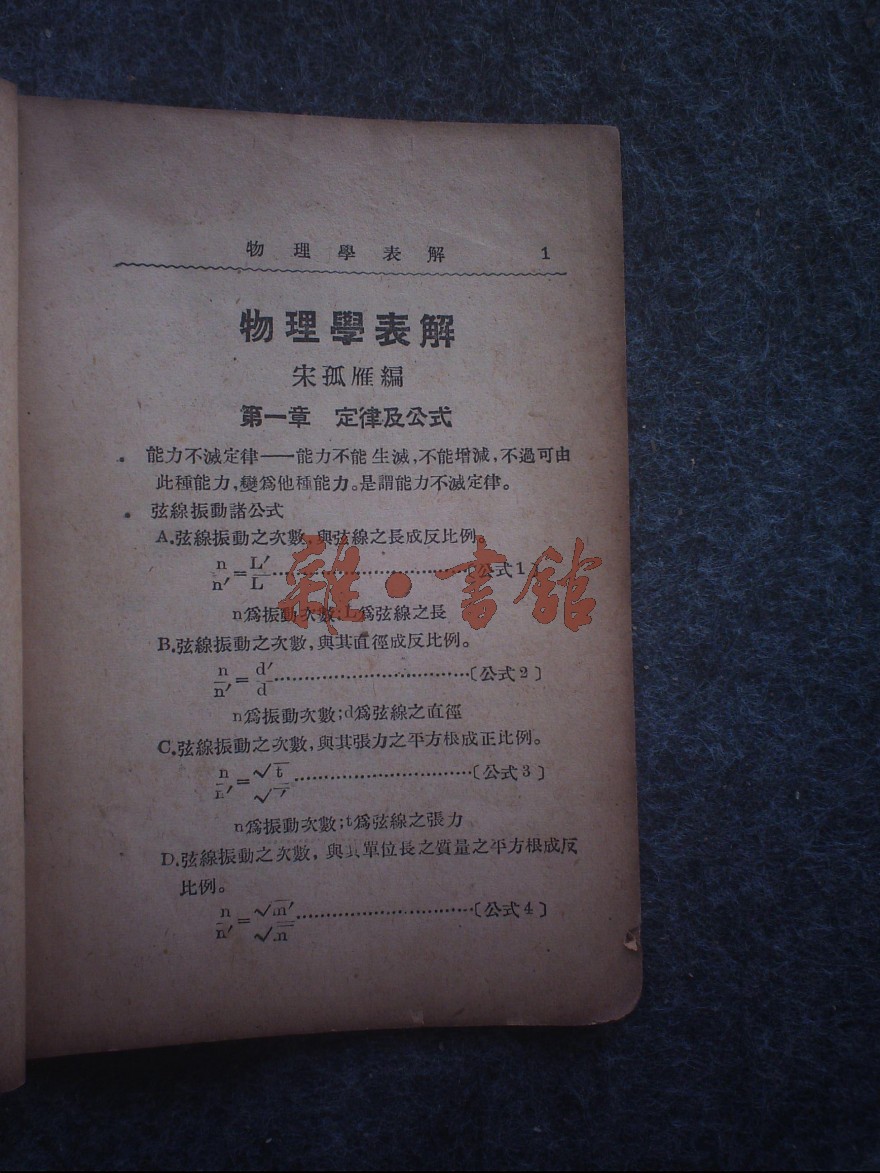 物理學表解 1
物理學表解
宋孤雁編
第一章 定律及公式
能力不滅定律——能力不能生滅,不能增減,不過可由
此種能力,變爲他種能力。是謂能力不滅定律。
弦線振動諸公式
A.弦線振動之次數,與弦線之長成反比例。
n/n′=L′/L……………………〔公式1〕
n爲振動次數;L爲弦線之長
B.弦線振動之次數,與其直徑成反比例。
n/n′=d′/d……………………〔公式2〕
n爲振動次數;d爲弦線之直徑
C.弦線振動之次數,與其張力之平方根成正比例。
n/n′=√t/√′……………………〔公式3〕
n爲振動次數;t爲弦線之張力
D.弦線振動之次數,與其單位長之質量之平方根成反
比例。
n/n′=√m′/√m……………………〔公式4〕
雜·書館